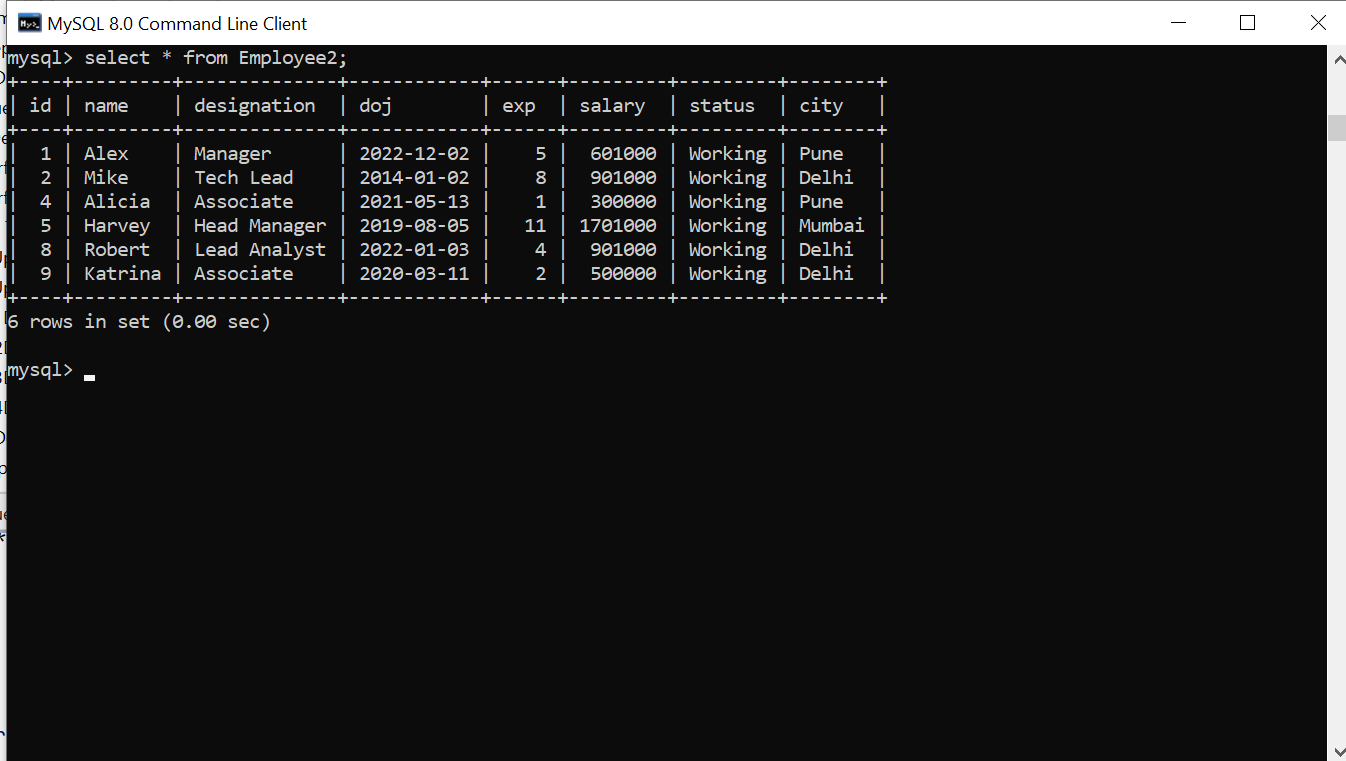 MySQL 8.0 Command Line Client
mysql> select * from Employee2;
+----+---------+--------------+------------+------+---------+---------+--------+
| id | name    | designation  | doj        | exp  | salary  | status  | city   |
+----+---------+--------------+------------+------+---------+---------+--------+
|  1 | Alex    | Manager      | 2022-12-02 |    5 |  601000 | Working | Pune   |
|  2 | Mike    | Tech Lead    | 2014-01-02 |    8 |  901000 | Working | Delhi  |
|  4 | Alicia  | Associate    | 2021-05-13 |    1 |  300000 | Working | Pune   |
|  5 | Harvey  | Head Manager | 2019-08-05 |   11 | 1701000 | Working | Mumbai |
|  8 | Robert  | Lead Analyst | 2022-01-03 |    4 |  901000 | Working | Delhi  |
|  9 | Katrina | Associate    | 2020-03-11 |    2 |  500000 | Working | Delhi  |
+----+---------+--------------+------------+------+---------+---------+--------+
6 rows in set (0.00 sec)
mysql>